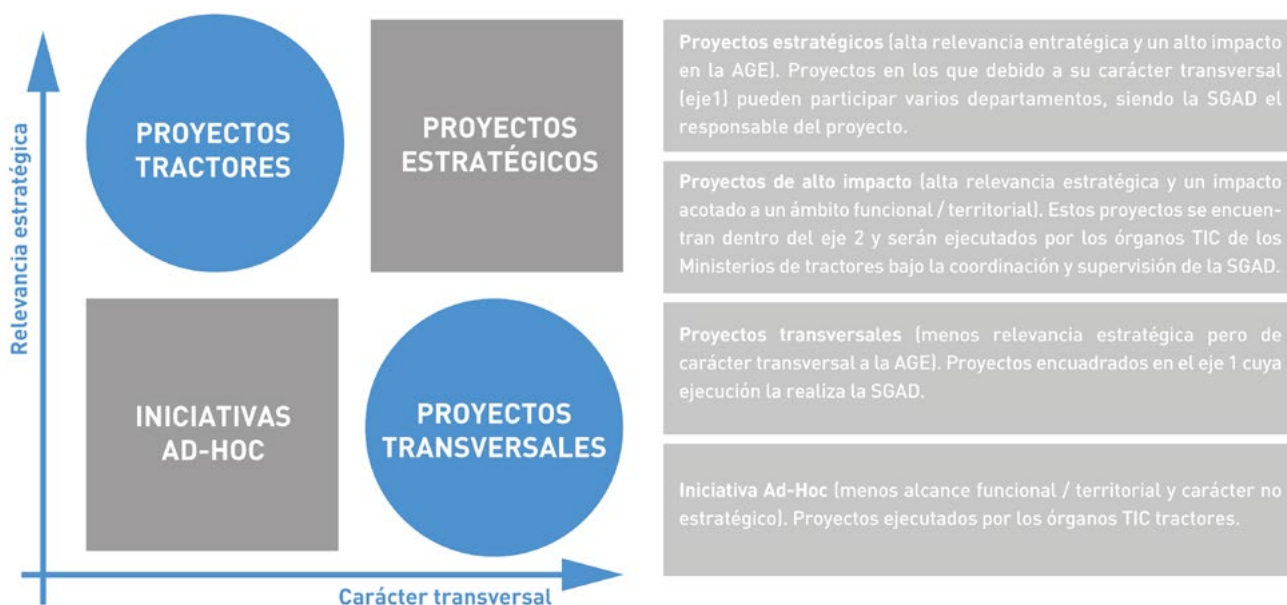 Relevancia estratégica
PROYECTOS
TRACTORES
PROYECTOS
ESTRATÉGICOS
INICIATIVAS
AD-HOC
PROYECTOS
TRANSVERSALES
Carácter transversal
Proyectos estratégicos (alta relevancia entratégica y un alto impacto
en la AGE). Proyectos en los que debido a su carácter transversal
(eje1) pueden participar varios departamentos, siendo la SGAD el
responsable del proyecto.
Proyectos de alto impacto (alta relevancia estratégica y un impacto
acotado a un ámbito funcional / territorial). Estos proyectos se encuen-
tran dentro del eje 2 y serán ejecutados por los órganos TIC de los
Ministerios de tractores bajo la coordinación y supervisión de la SGAD.
Proyectos transversales (menos relevancia estratégica pero de
carácter transversal a la AGE). Proyectos encuadrados en el eje 1 cuya
ejecución la realiza la SGAD.
Iniciativa Ad-Hoc (menos alcance funcional / territorial y carácter no
estratégico). Proyectos ejecutados por los órganos TIC tractores.